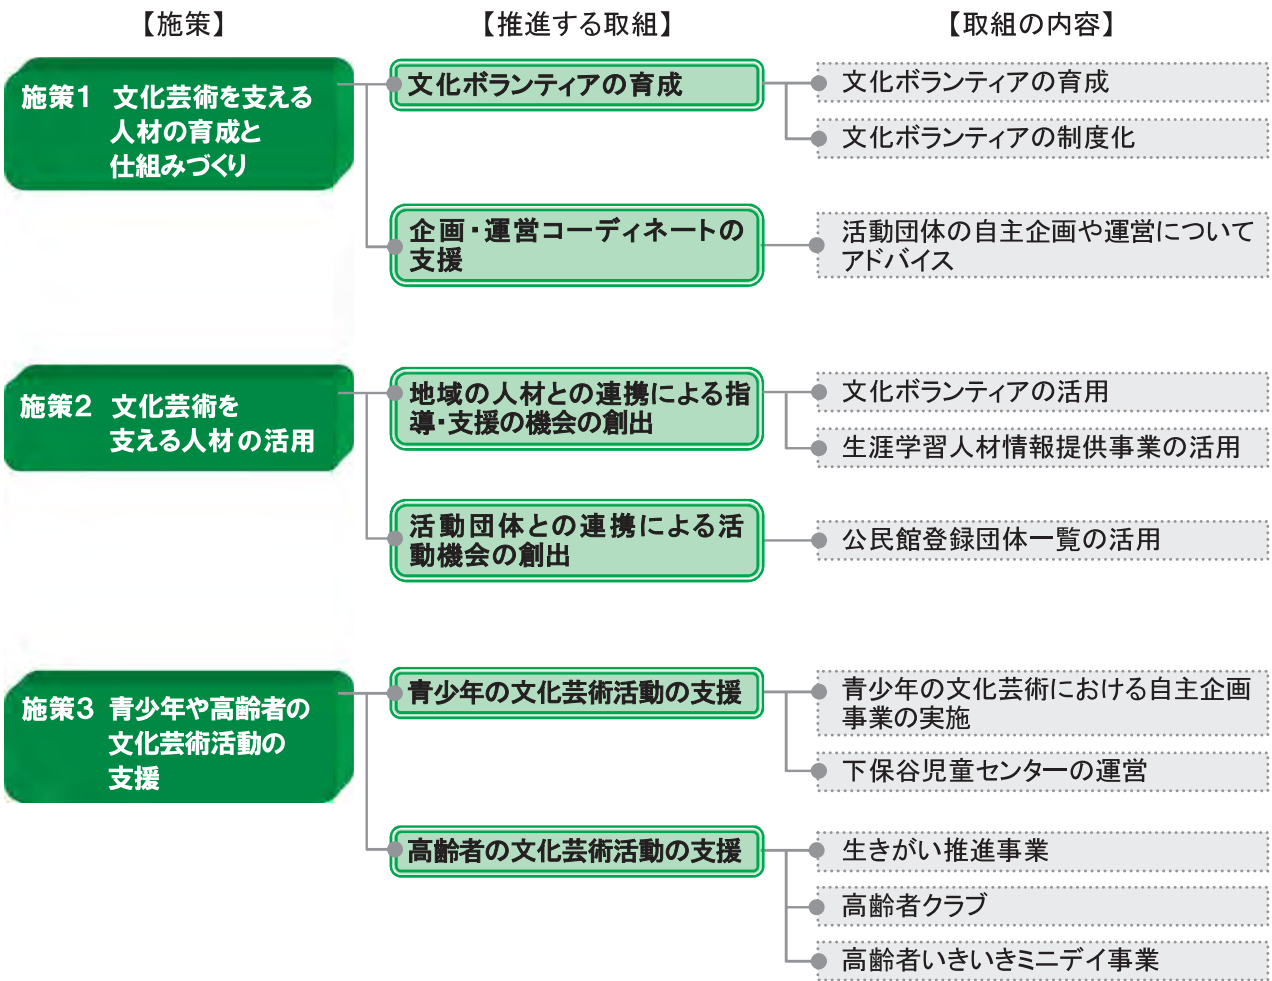 【施策】
【推進する取組】
【取組の内容】
施策1 文化芸術を支える
人材の育成と
仕組みづくり
文化ボランティアの育成
文化ボランティアの育成
文化ボランティアの制度化
企画・運営コーディネートの
支援
活動団体の自主企画や運営について
アドバイス
施策2 文化芸術を
支える人材の活用
地域の人材との連携による指
導・支援の機会の創出
文化ボランティアの活用
生涯学習人材情報提供事業の活用
活動団体との連携による活
動機会の創出
公民館登録団体一覧の活用
施策3 青少年や高齢者の
文化芸術活動の
支援
青少年の文化芸術活動の支援
青少年の文化芸術における自主企画
事業の実施
下保谷児童センターの運営
高齢者の文化芸術活動の支援
生きがい推進事業
高齢者クラブ
高齢者いきいきミニデイ事業